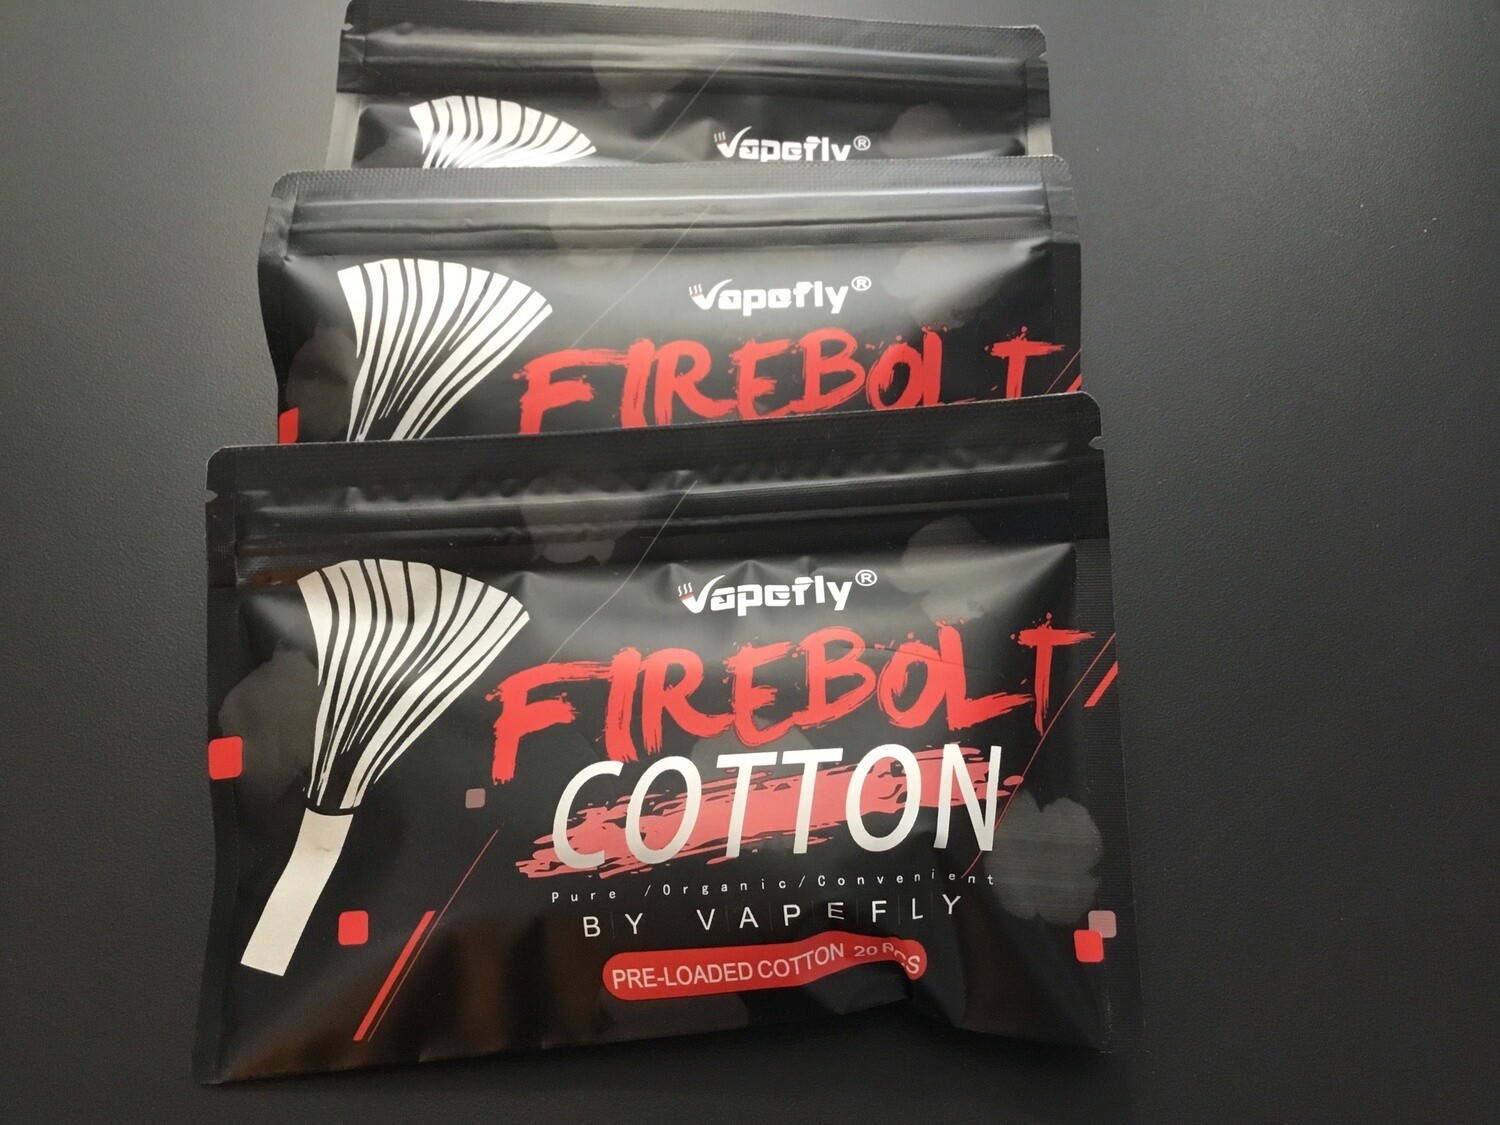 Vapefly®
Vapefly®
FIREBOLT
Vapefly®
FIREBOLT
COTTON
Pure /Organic/Convenient
BY VAPEFLY
PRE-LOADED COTTON 20 PCS